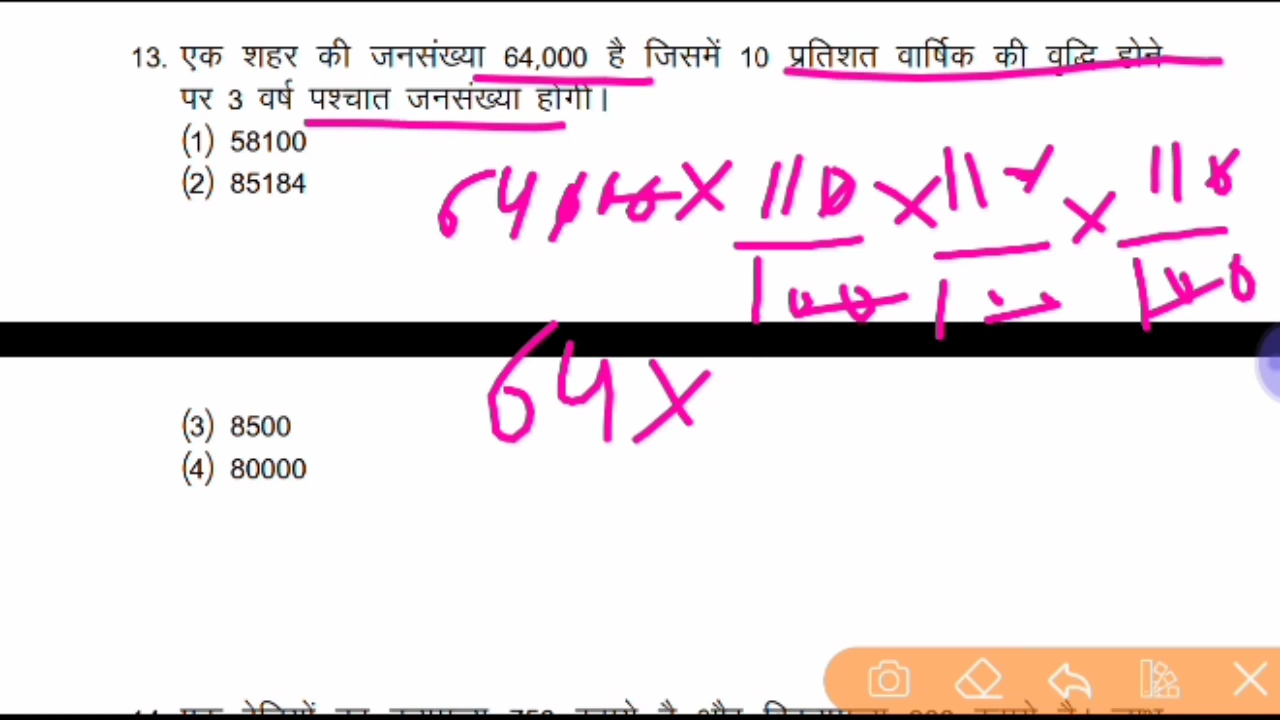 13. एक शहर की जनसंख्या 64,000 है जिसमें 10 प्रतिशत वार्षिक की वृद्धि होने
पर 3 वर्ष पश्चात जनसंख्या होगी।
(1) 58100
(2) 85184
64000 × 110 × 110 × 110
100 100 100
64 ×
(3) 8500
(4) 80000